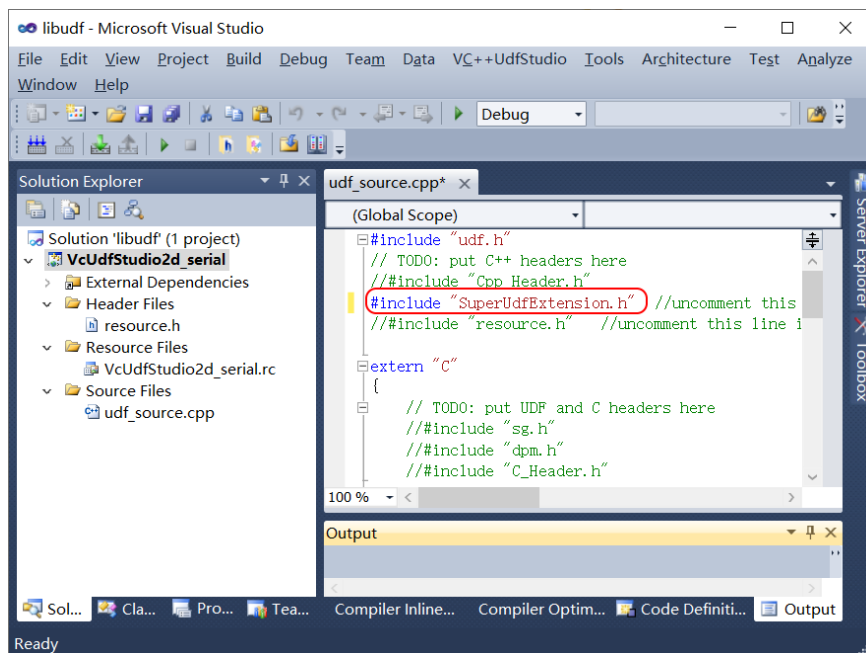 libudf - Microsoft Visual Studio
File Edit View Project Build Debug Team Data VC++UdfStudio Tools Architecture Test Analyze
Window Help
Debug
Solution Explorer
Solution 'libudf' (1 project)
VcUdfStudio2d_serial
External Dependencies
Header Files
resource.h
Resource Files
VcUdfStudio2d_serial.rc
Source Files
udf_source.cpp
udf_source.cpp*
(Global Scope)
#include "udf.h"
// TODO: put C++ headers here
//#include "Cpp_Header.h"
#include "SuperUdfExtension.h" //uncomment this
//#include "resource.h" //uncomment this line i
extern "C"
{
// TODO: put UDF and C headers here
//#include "sg.h"
//#include "dpm.h"
//#include "C_Header.h"
100 %
Output
Server Explorer
Toolbox
Sol... Cla... Pro... Tea... Compiler Inline... Compiler Optim... Code Definiti... Output
Ready